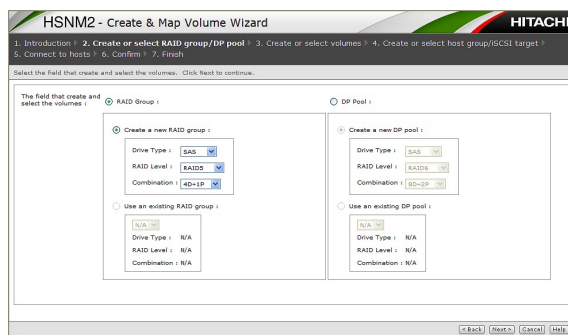 HSNM2 - Create & Map Volume Wizard
HITACHI
1. Introduction 2. Create or select RAID group/DP pool 3. Create or select volumes 4. Create or select host group/iSCSI target
5. Connect to hosts 6. Confirm 7. Finish
Select the field that create and select the volumes. Click Next to continue.
The field that create and select the volumes :
RAID Group :
Create a new RAID group :
Drive Type : SAS
RAID Level : RAID5
Combination : 4D+1P
Use an existing RAID group :
N/A
Drive Type : N/A
RAID Level : N/A
Combination : N/A
DP Pool :
Create a new DP pool :
Drive Type : SAS
RAID Level : RAID6
Combination : 8D+2P
Use an existing DP pool :
N/A
Drive Type : N/A
RAID Level : N/A
Combination : N/A
< Back Next > Cancel Help